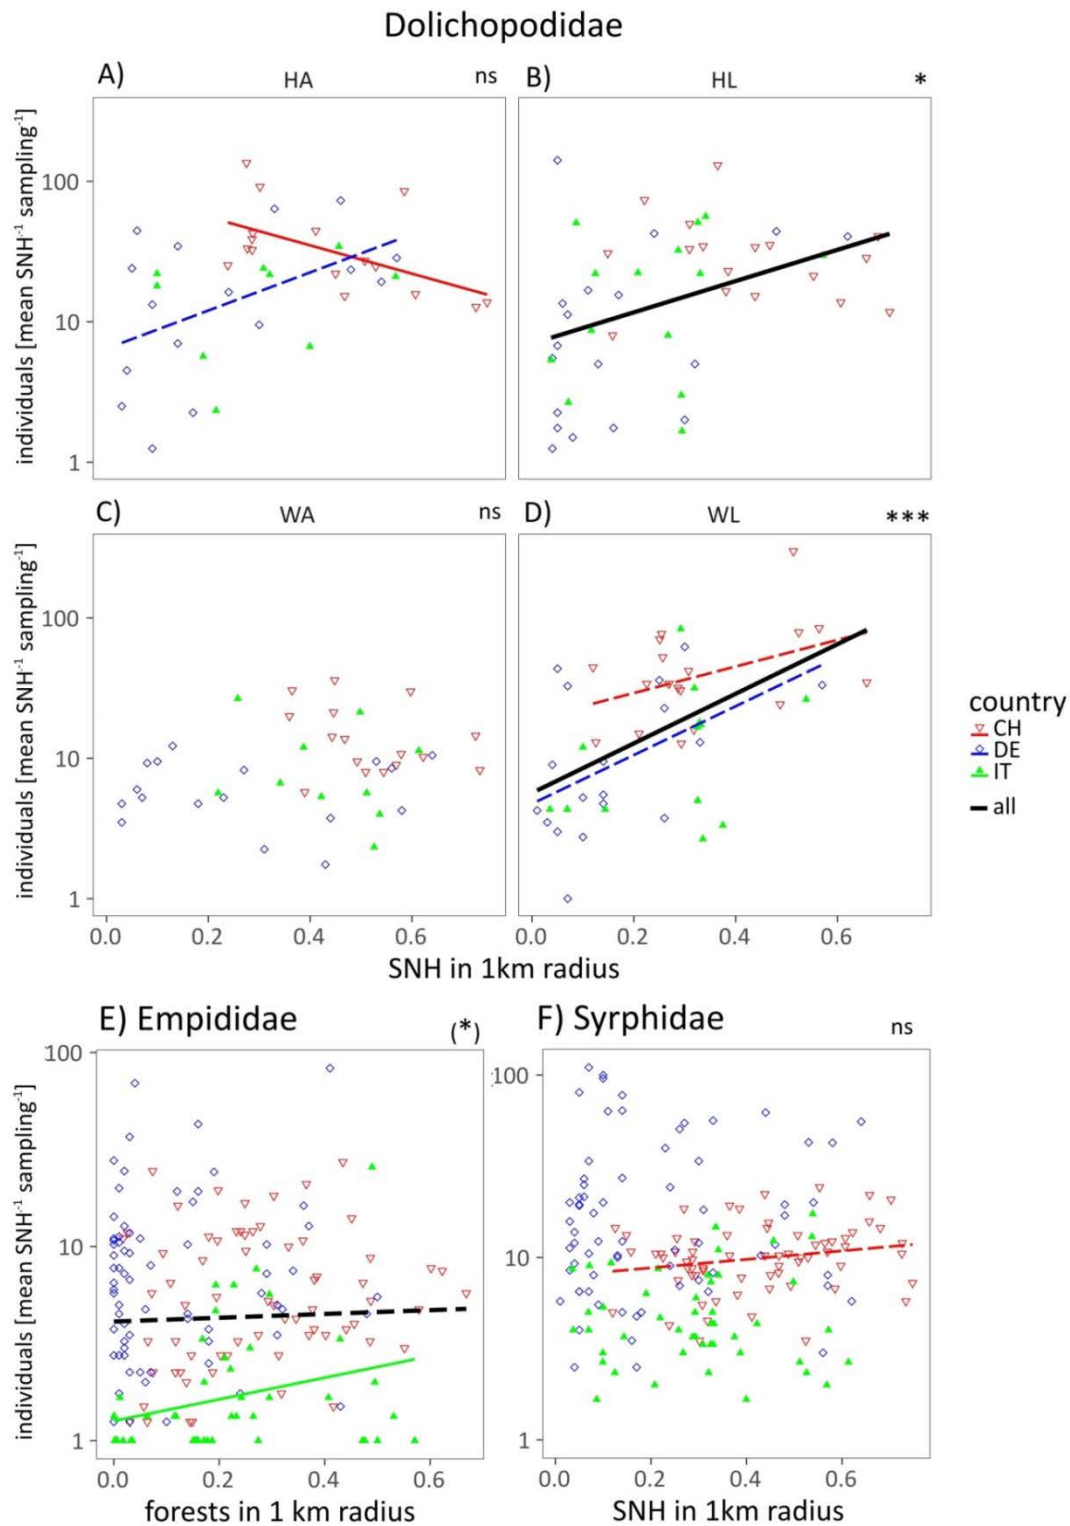 Dolichopodidae
A) HA ns B) HL *
individuals [mean SNH-1 sampling-1]
100
10
1
C) WA ns D) WL ***
individuals [mean SNH-1 sampling-1]
100
10
1
0.0 0.2 0.4 0.6 0.0 0.2 0.4 0.6
SNH in 1km radius
country
CH
DE
IT
all
E) Empididae (*) F) Syrphidae ns
individuals [mean SNH-1 sampling-1]
100 100
10 10
1 1
0.0 0.2 0.4 0.6 0.0 0.2 0.4 0.6
forests in 1 km radius SNH in 1km radius